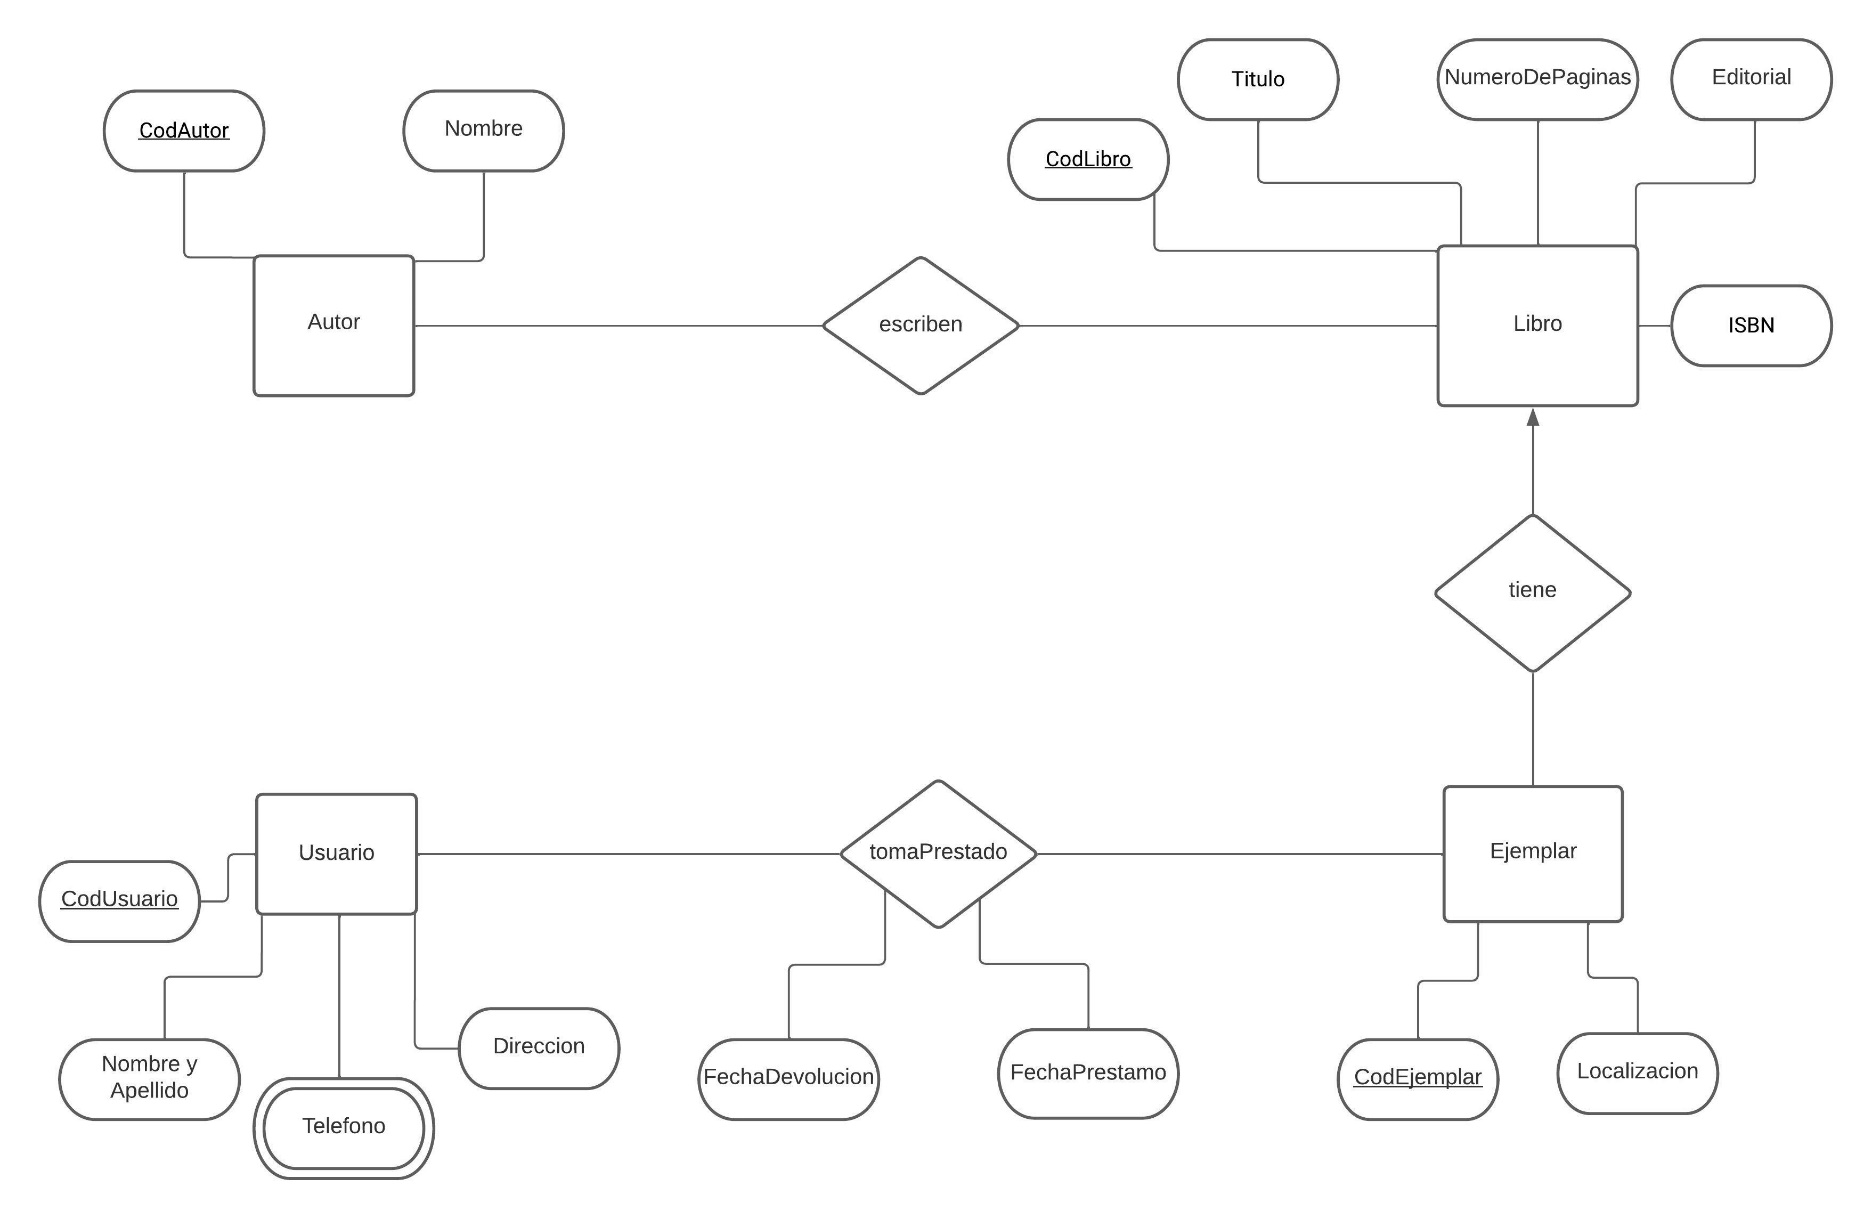 Titulo
NumeroDePaginas
Editorial
CodAutor
Nombre
CodLibro
Autor
escriben
Libro
ISBN
tiene
Usuario
tomaPrestado
Ejemplar
CodUsuario
Nombre y
Apellido
Telefono
Direccion
FechaDevolucion
FechaPrestamo
CodEjemplar
Localizacion